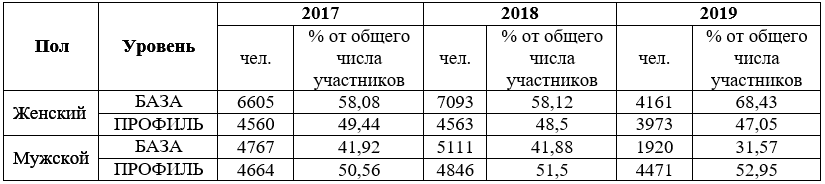 Пол Уровень 2017 2018 2019
чел. % от общего числа участников чел. % от общего числа участников чел. % от общего числа участников
Женский БАЗА 6605 58,08 7093 58,12 4161 68,43
ПРОФИЛЬ 4560 49,44 4563 48,5 3973 47,05
Мужской БАЗА 4767 41,92 5111 41,88 1920 31,57
ПРОФИЛЬ 4664 50,56 4846 51,5 4471 52,95